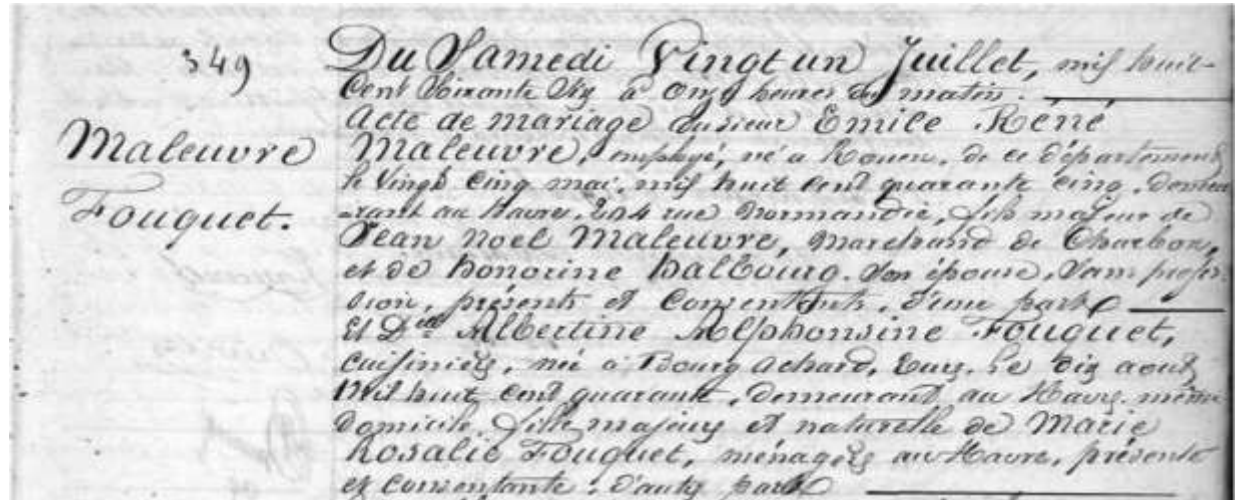 349
Maleuvre
Fouquet.
Du Samedi Vingt un Juillet, mil huit
Cent Soixante Six à onze heures du matin.
Acte de mariage du sieur Emile René
Maleuvre, employé, né à Rouen, de ce département
le vingt cinq mai, mil huit cent quarante cinq, demeu
-rant au Havre, 204 rue Normandie, fils majeur de
Jean Noel Maleuvre, Marchand de Charbon,
et de honorine halbourg, son épouse, sans profes-
sion, présents et Consentants, d'une part
Et Dlle Albertine Alphonsine Fouquet,
cuisinière, née à Bourg Achard, Eure, le dix août
Mil huit cent quarante, demeurant au Havre, même
domicile, fille majeure et naturelle de Marie
Rosalie Fouquet, ménagère au Havre, présente
et Consentante, d'autre part